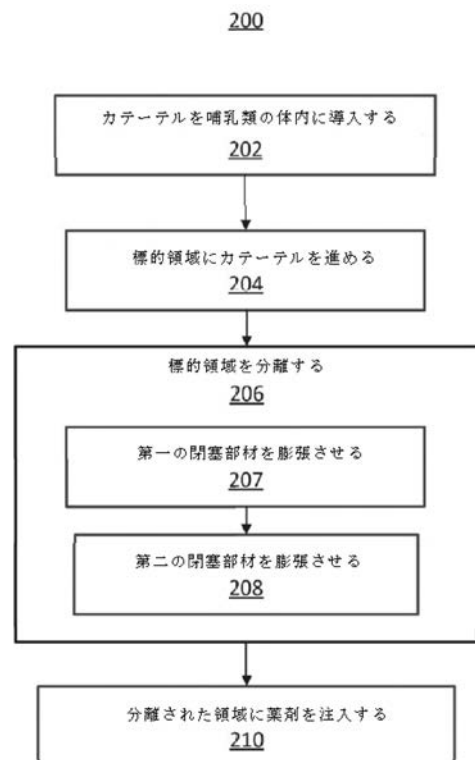 200
カテーテルを哺乳類の体内に導入する
202
標的領域にカテーテルを進める
204
標的領域を分離する
206
第一の閉塞部材を膨張させる
207
第二の閉塞部材を膨張させる
208
分離された領域に薬剤を注入する
210